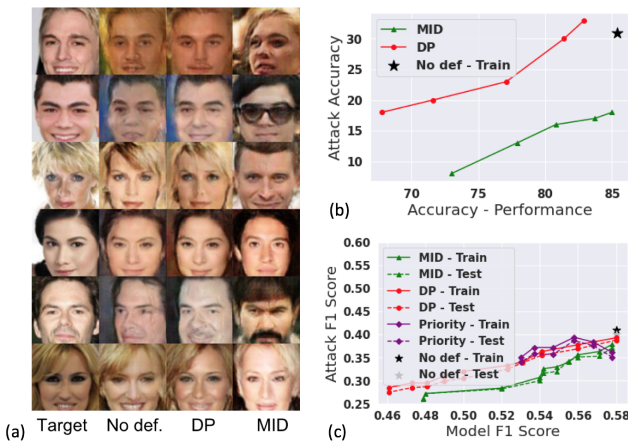 (a)
Target No def. DP MID
(b)
Attack Accuracy
30
25
20
15
10
MID
DP
No def - Train
70 75 80 85
Accuracy - Performance
(c)
Attack F1 Score
0.60
0.55
0.50
0.45
0.40
0.35
0.30
0.25
MID - Train
MID - Test
DP - Train
DP - Test
Priority - Train
Priority - Test
No def - Train
No def - Test
0.46 0.48 0.50 0.52 0.54 0.56 0.58
Model F1 Score